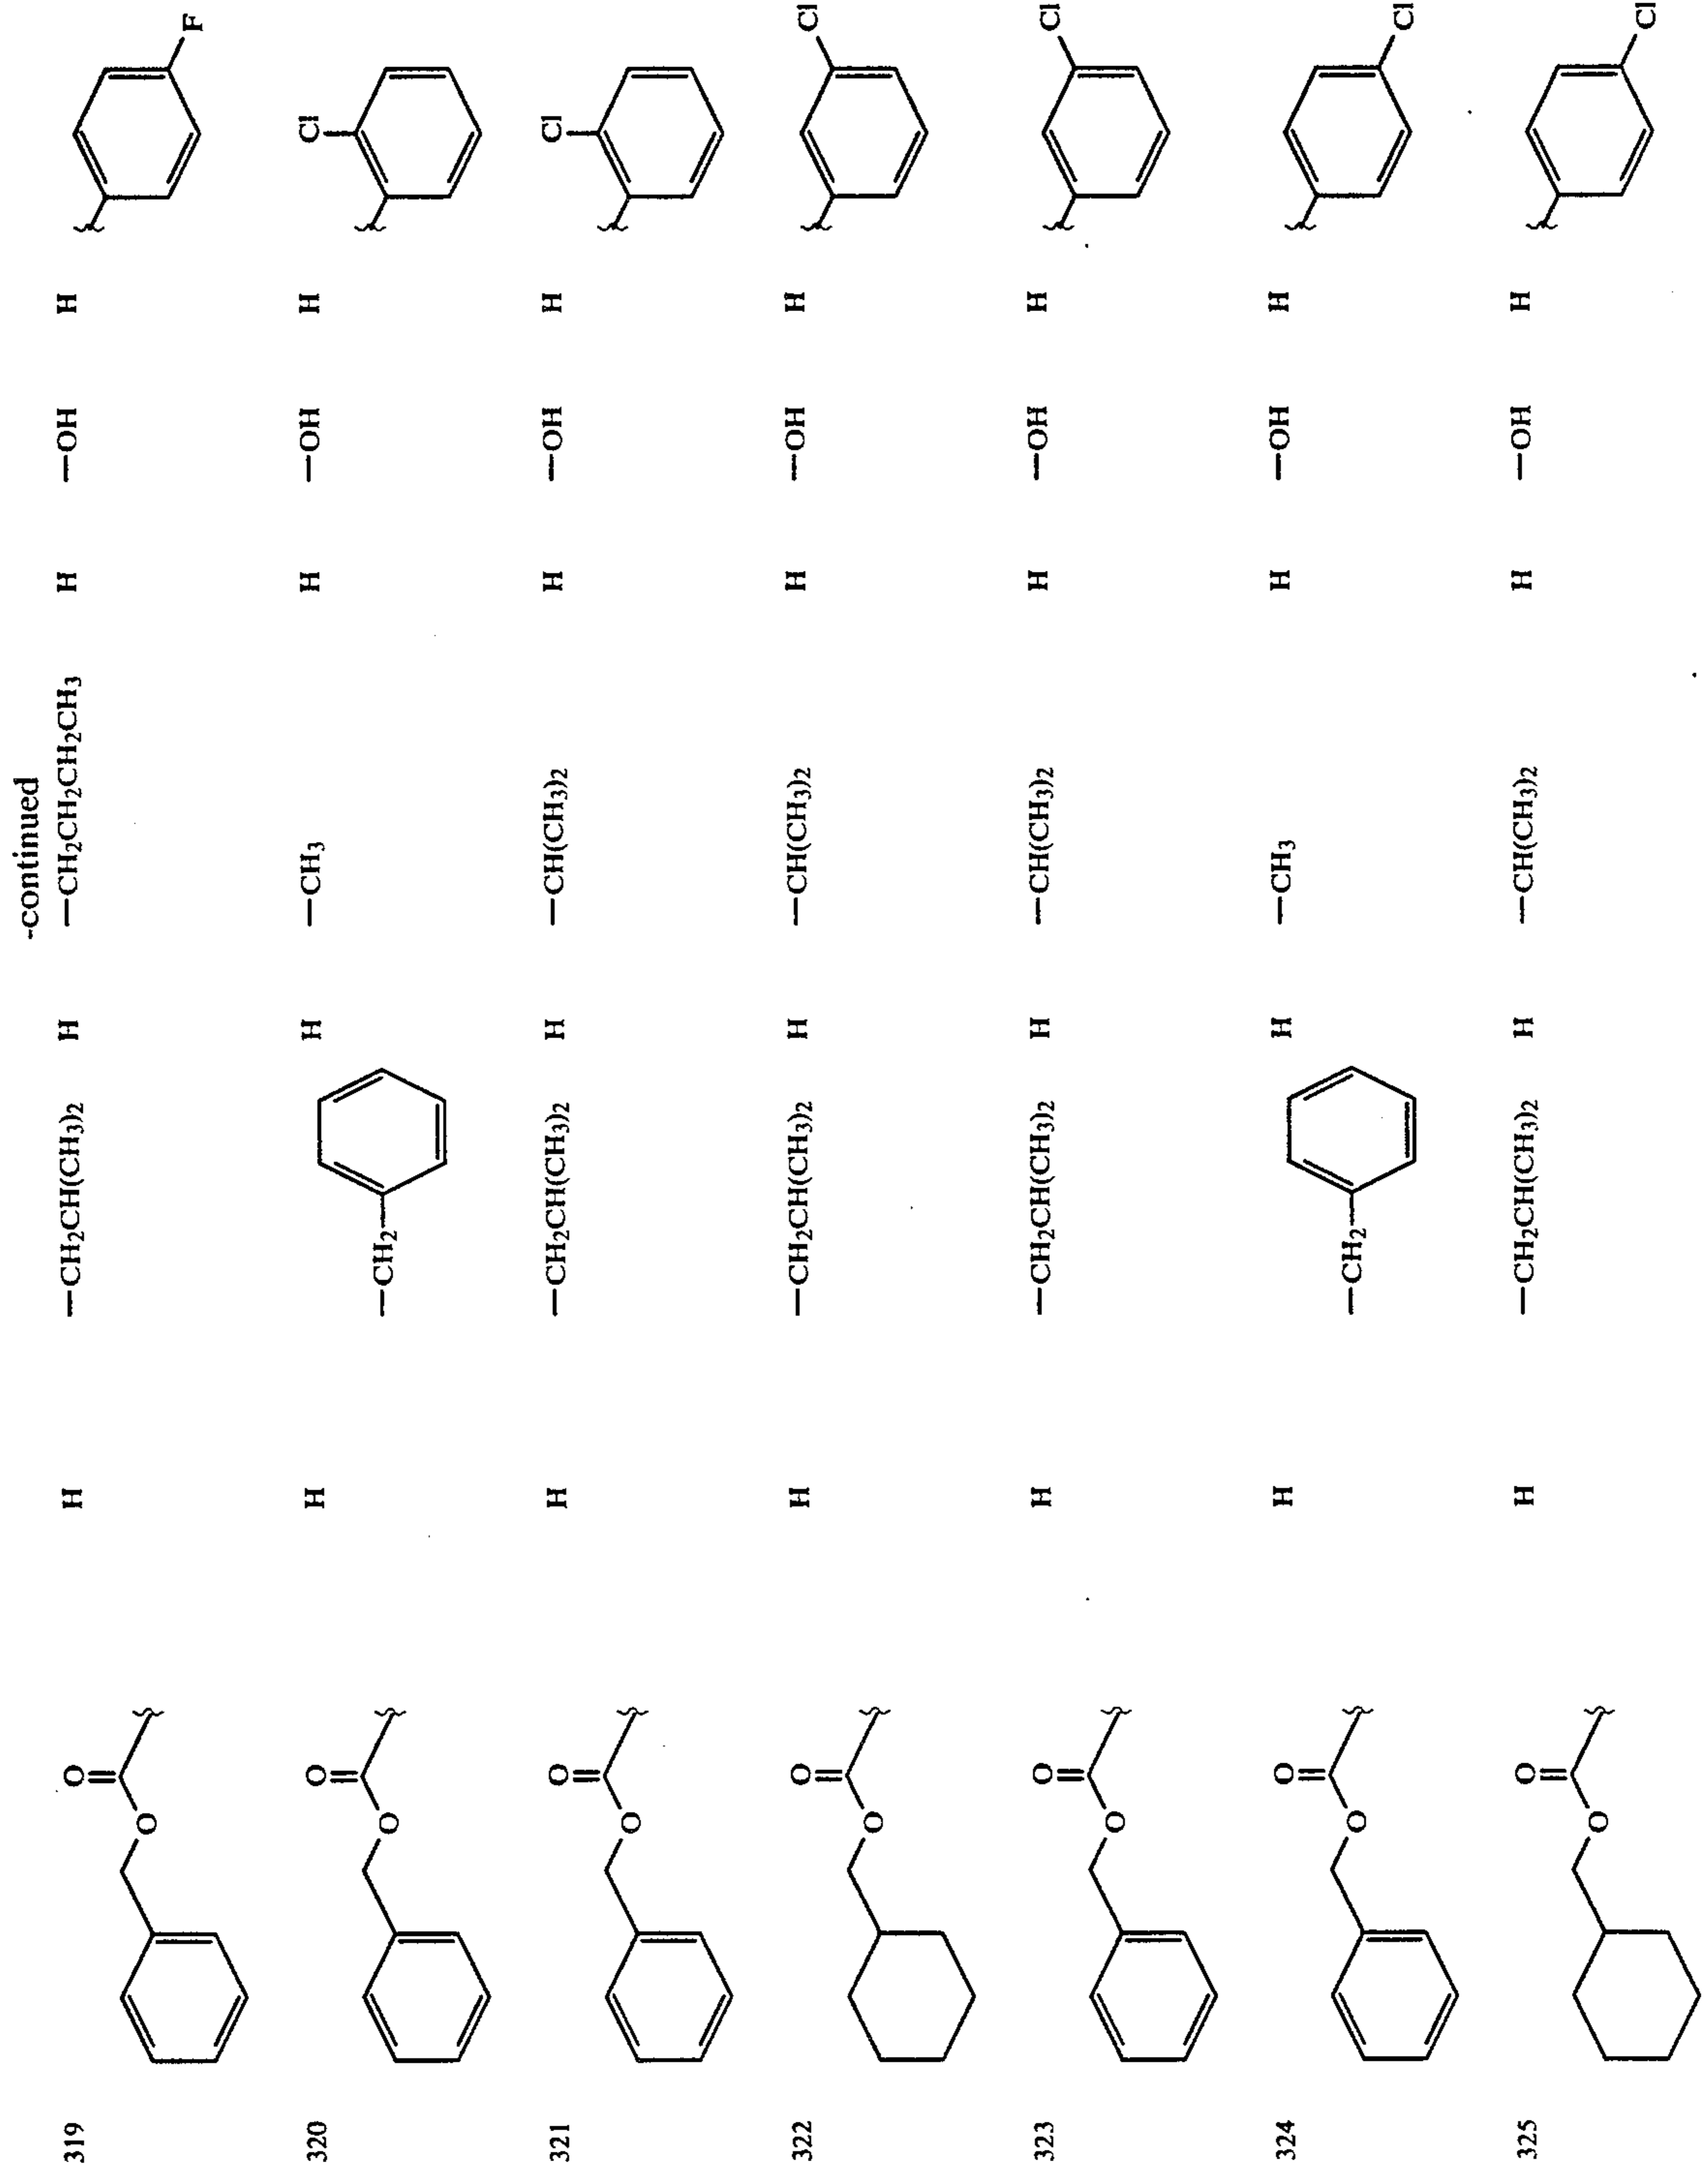 -continued
319 O O H —CH2CH(CH3)2 H —CH2CH2CH2CH3 H —OH H F
320 O O H —CH2— H —CH3 H —OH H Cl
321 O O H —CH2CH(CH3)2 H —CH(CH3)2 H —OH H Cl
322 O O H —CH2CH(CH3)2 H —CH(CH3)2 H —OH H Cl
323 O O H —CH2CH(CH3)2 H —CH(CH3)2 H —OH H Cl
324 O O H —CH2— H —CH3 H —OH H Cl
325 O O H —CH2CH(CH3)2 H —CH(CH3)2 H —OH H Cl